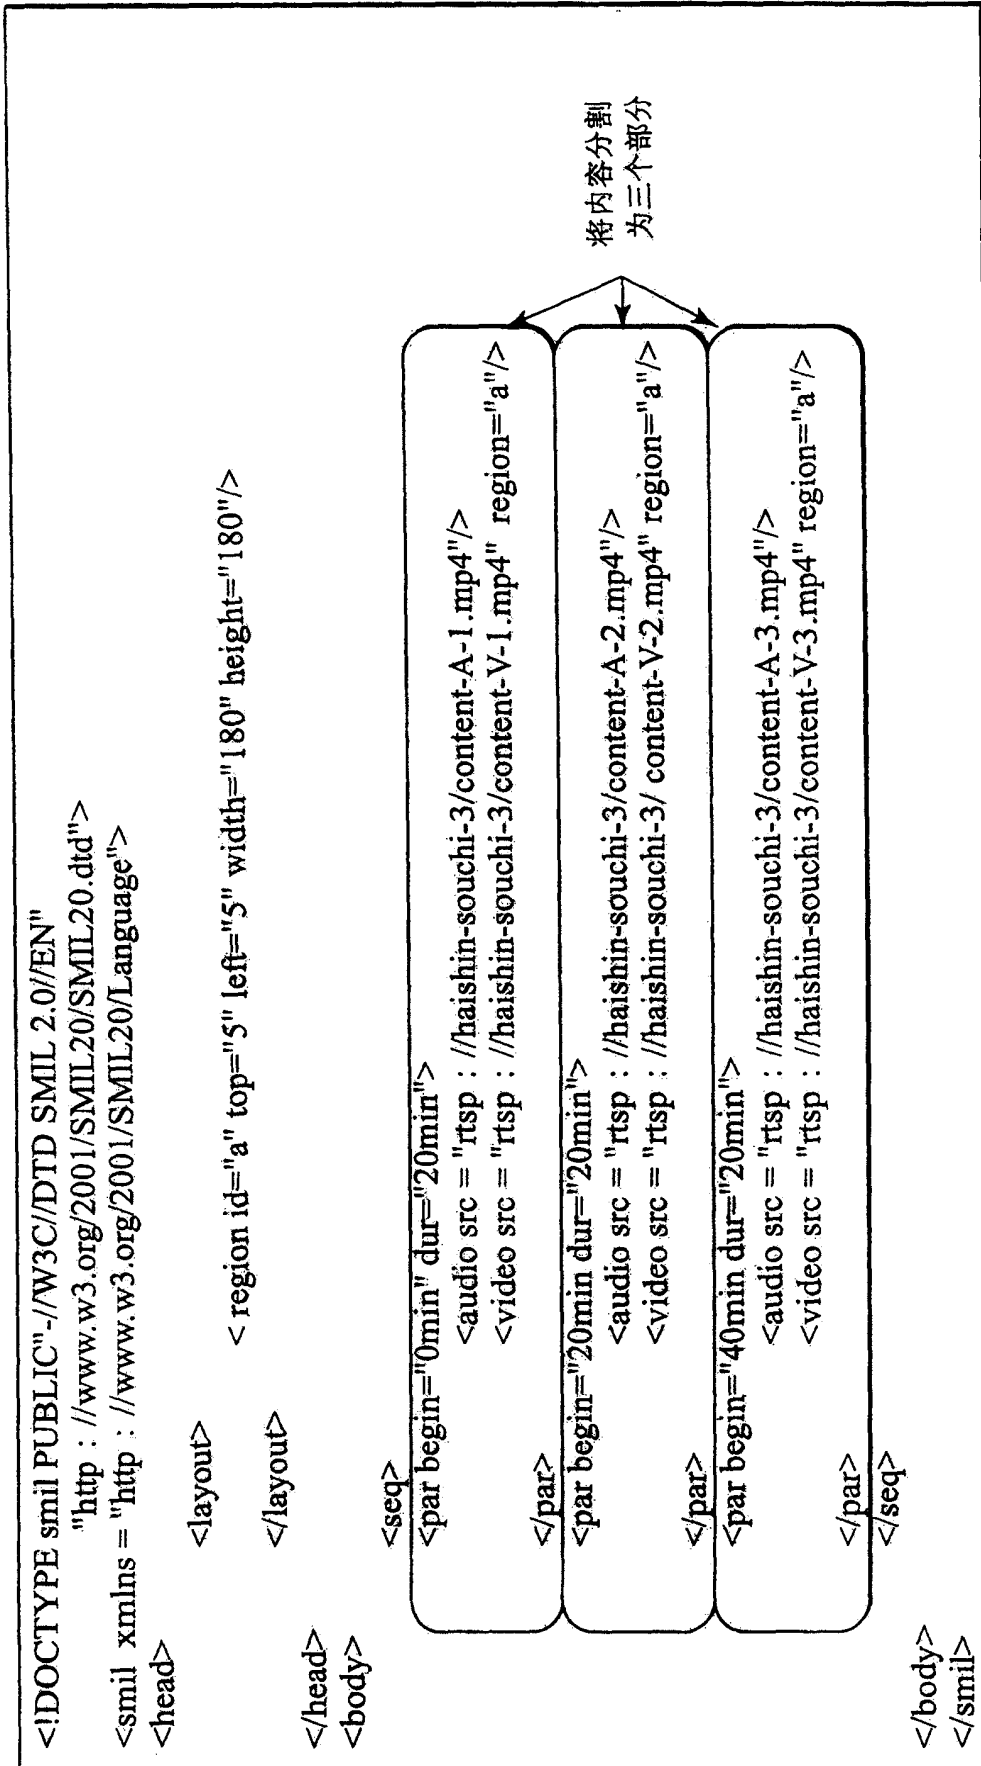 <!DOCTYPE smil PUBLIC"-//W3C//DTD SMIL 2.0//EN"
"http : //www.w3.org/2001/SMIL20/SMIL20.dtd">
<smil xmlns = "http : //www.w3.org/2001/SMIL20/Language">
<head>
<layout>
< region id="a" top="5" left="5" width="180" height="180"/>
</layout>
</head>
<body>
<seq>
<par begin="0min" dur="20min">
<audio src = "rtsp : //haishin-souchi-3/content-A-1.mp4"/>
<video src = "rtsp : //haishin-souchi-3/content-V-1.mp4" region="a"/>
</par>
<par begin="20min dur="20min">
<audio src = "rtsp : //haishin-souchi-3/content-A-2.mp4"/>
<video src = "rtsp : //haishin-souchi-3/ content-V-2.mp4" region="a"/>
</par>
<par begin="40min dur="20min">
<audio src = "rtsp : //haishin-souchi-3/content-A-3.mp4"/>
<video src = "rtsp : //haishin-souchi-3/content-V-3.mp4" region="a"/>
</par>
</seq>
</body>
</smil>
将内容分割
为三个部分